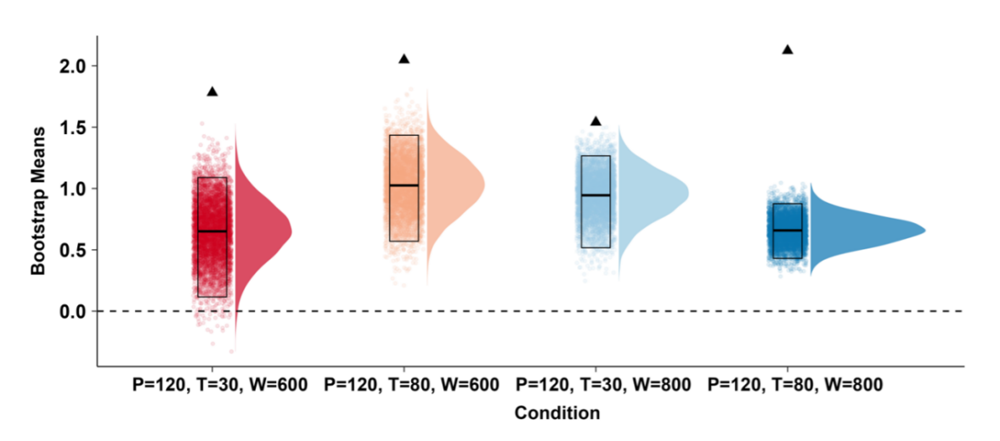 2.0
1.5
1.0
0.5
0.0
Bootstrap Means
P=120, T=30, W=600
P=120, T=80, W=600
P=120, T=30, W=800
P=120, T=80, W=800
Condition